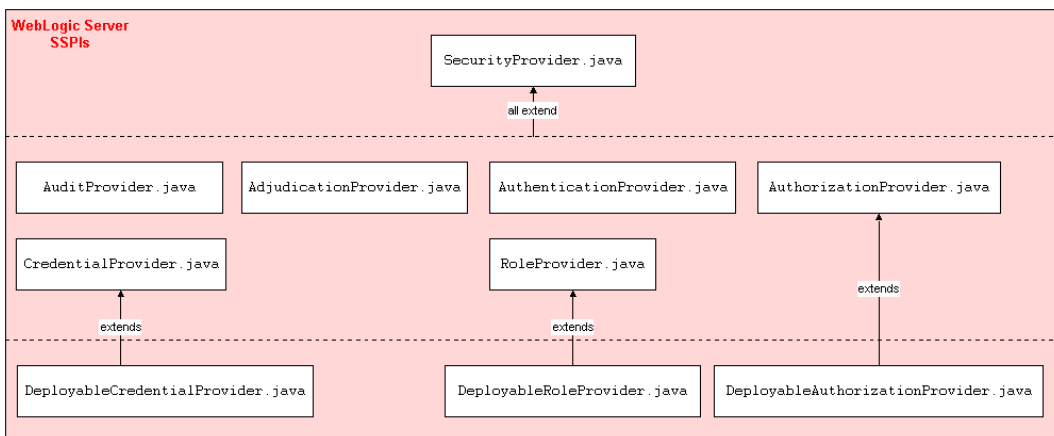 WebLogic Server
SSPIs
SecurityProvider.java
all extend
AuditProvider.java
AdjudicationProvider.java
AuthenticationProvider.java
AuthorizationProvider.java
CredentialProvider.java
RoleProvider.java
extends
extends
extends
DeployableCredentialProvider.java
DeployableRoleProvider.java
DeployableAuthorizationProvider.java